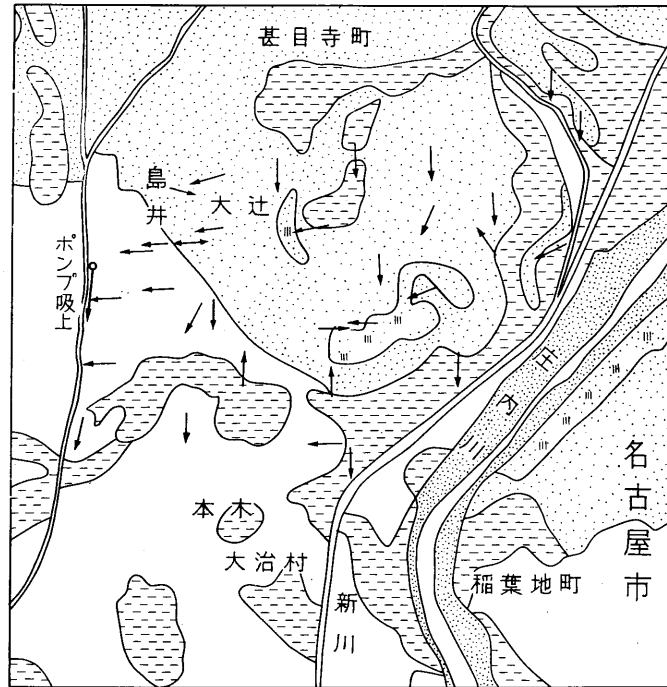 甚目寺町
島井
大辻
ポンプ吸上
庄内川
名古屋市
本木
大治村
新川
稲葉地町